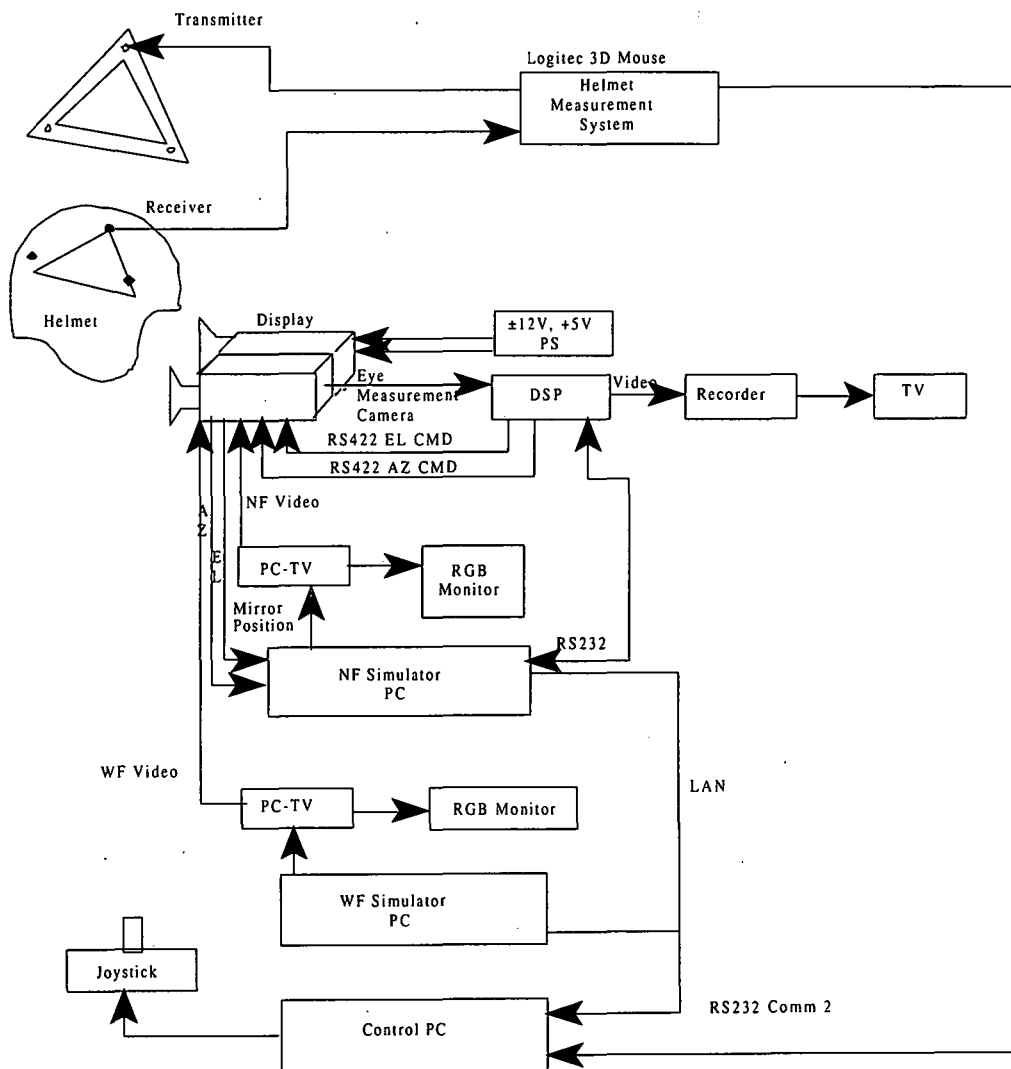 Transmitter
Logitec 3D Mouse
Helmet
Measurement
System
Receiver
Helmet
Display
±12V, +5V
PS
Eye
Measurement
Camera
DSP
Video
Recorder
TV
RS422 EL CMD
RS422 AZ CMD
NF Video
AZ
EL
PC-TV
RGB
Monitor
Mirror
Position
RS232
NF Simulator
PC
WF Video
LAN
PC-TV
RGB Monitor
WF Simulator
PC
Joystick
RS232 Comm 2
Control PC